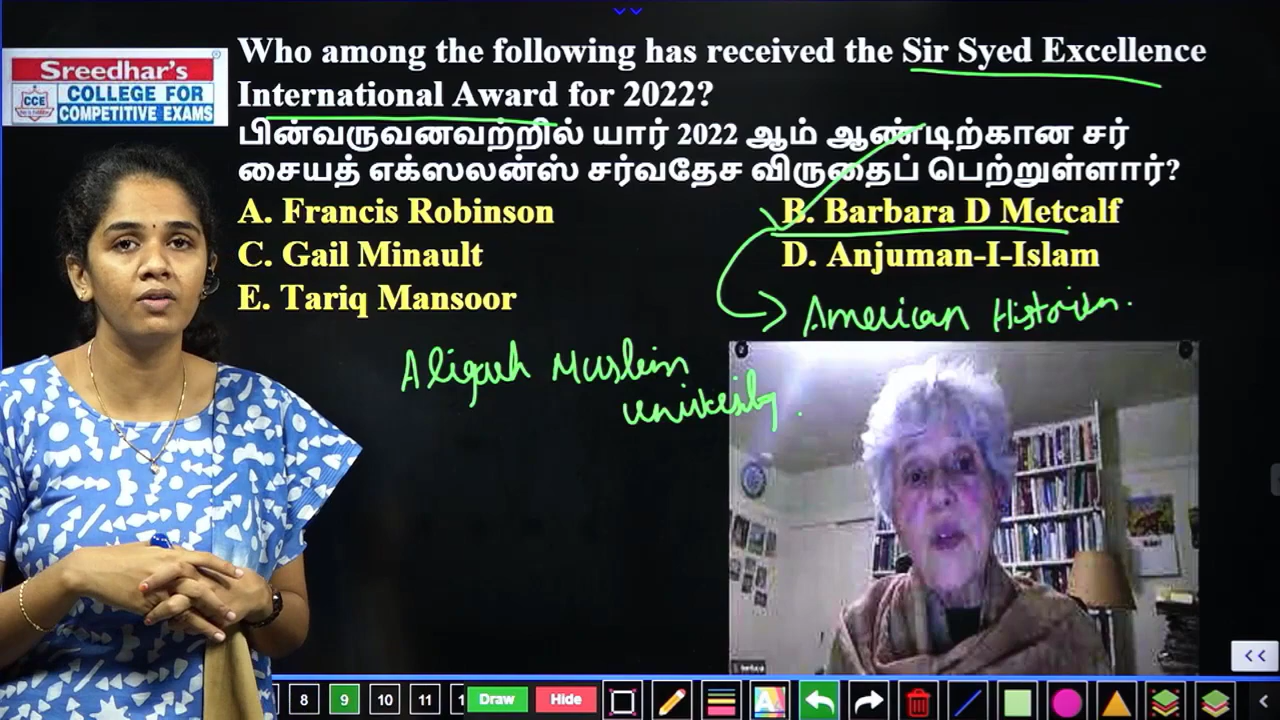 Sreedhar's
CCE
COLLEGE FOR
COMPETITIVE EXAMS
Who among the following has received the Sir Syed Excellence
International Award for 2022?
பின்வருவனவற்றில் யார் 2022 ஆம் ஆண்டிற்கான சர்
சையத் எக்ஸலன்ஸ் சர்வதேச விருதைப் பெற்றுள்ளார்?
A. Francis Robinson
B. Barbara D Metcalf
C. Gail Minault
D. Anjuman-I-Islam
E. Tariq Mansoor
American Historian.
Aligarh Muslim
University.
8 9 10 11 1 Draw Hide